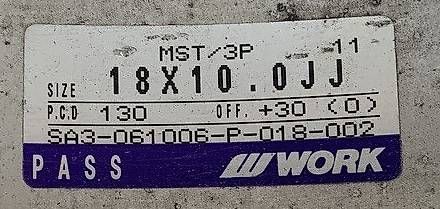 MST/3P 11
SIZE 18X10.0JJ
P.C.D 130 OFF. +30 (0)
SA3-061006-P-018-002
PASS WORK